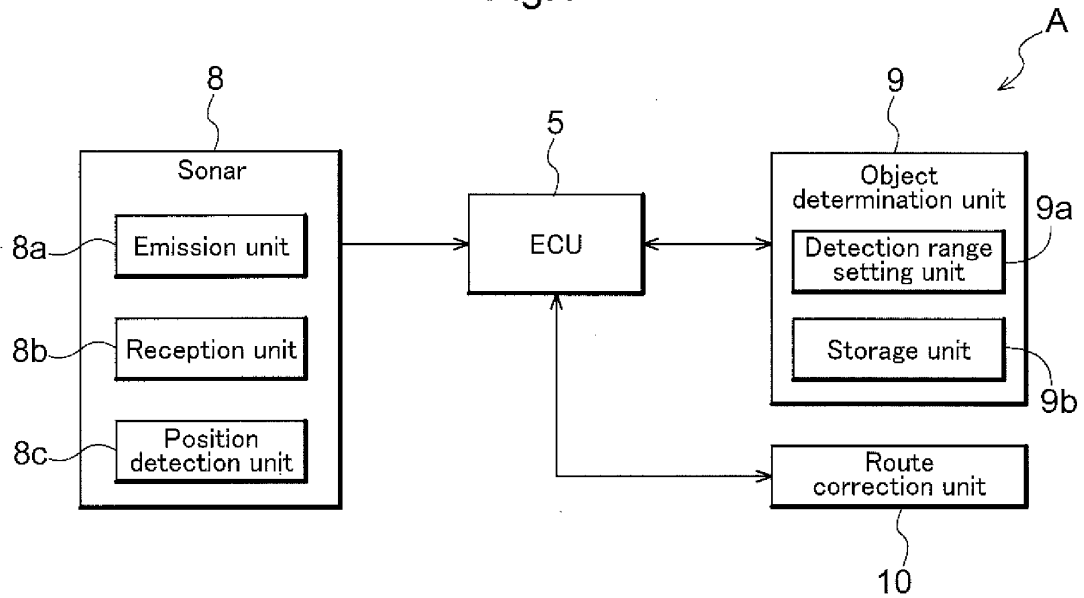 A
8
Sonar
8a
Emission unit
8b
Reception unit
8c
Position
detection unit
5
ECU
9
Object
determination unit
9a
Detection range
setting unit
Storage unit
9b
Route
correction unit
10